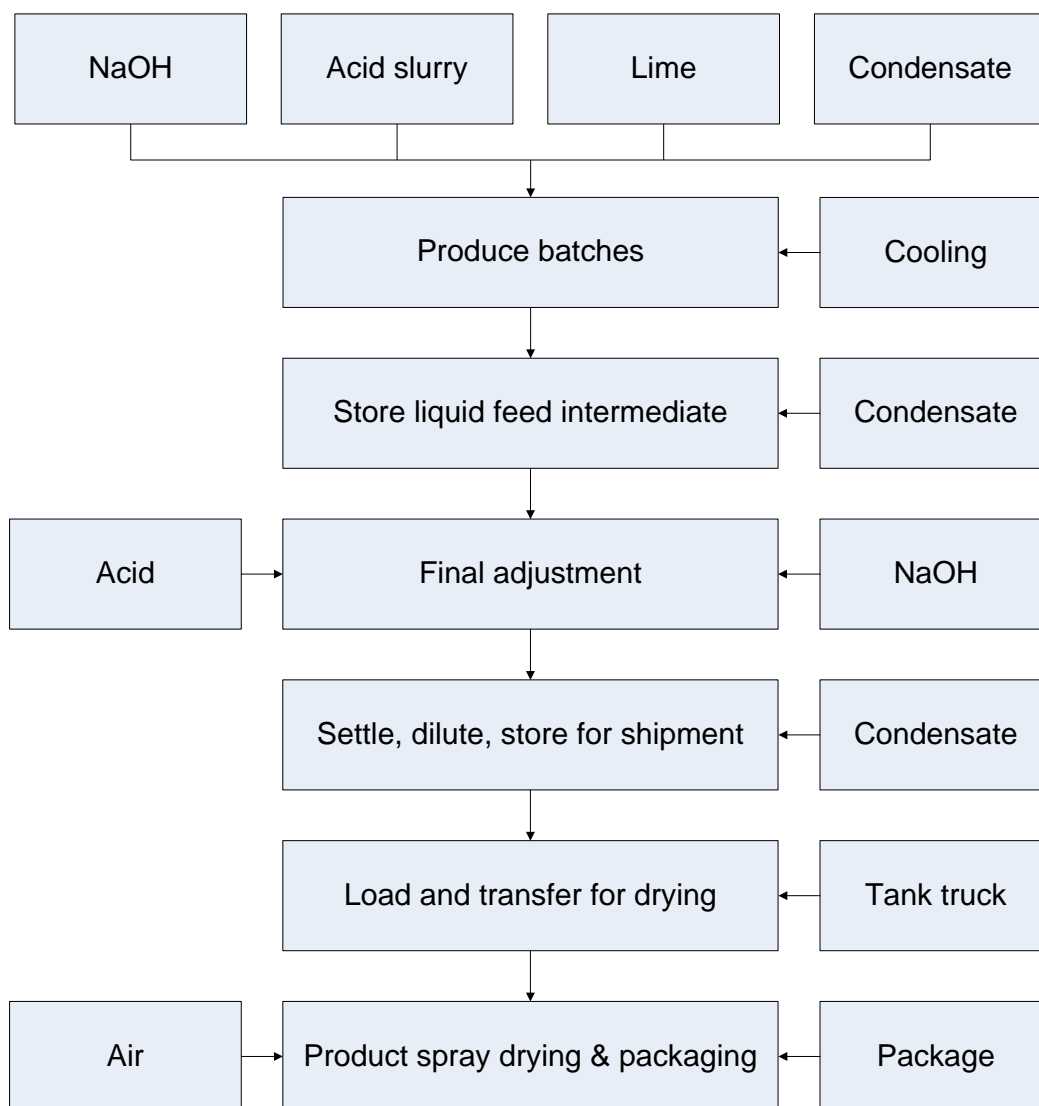 NaOH
Acid slurry
Lime
Condensate
Produce batches
Cooling
Store liquid feed intermediate
Condensate
Acid
Final adjustment
NaOH
Settle, dilute, store for shipment
Condensate
Load and transfer for drying
Tank truck
Air
Product spray drying & packaging
Package